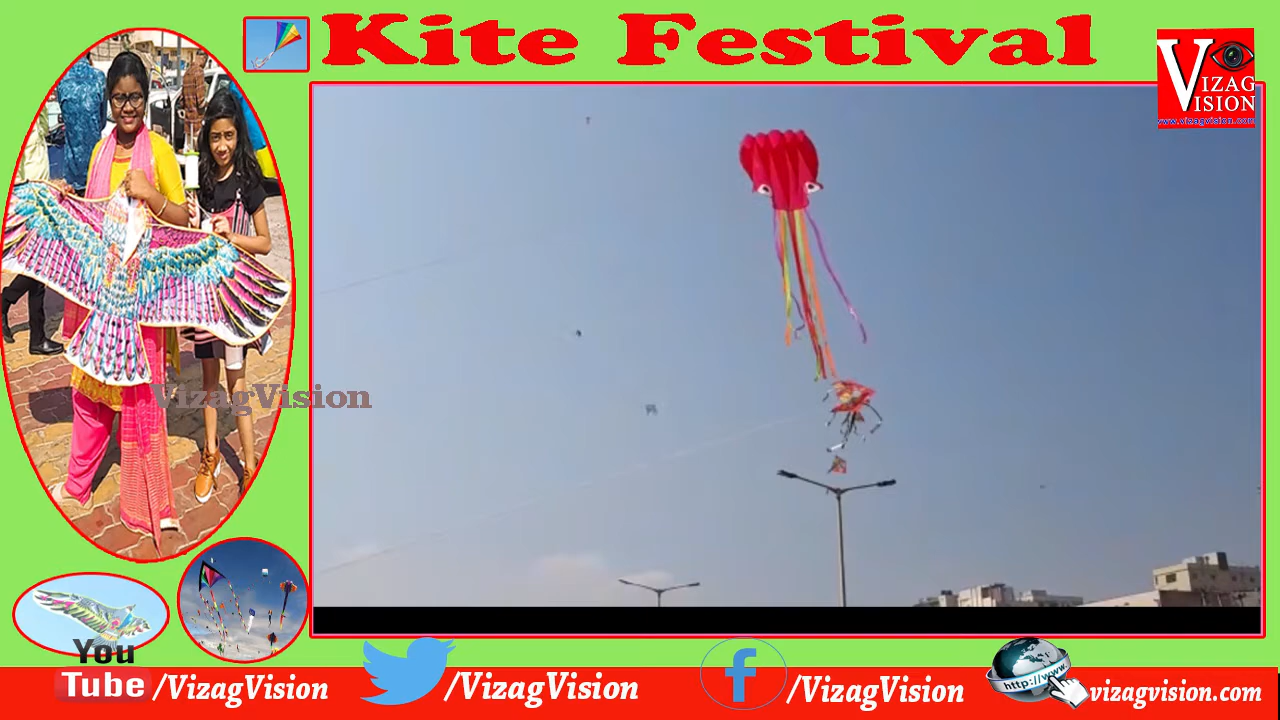 Kite Festival
VIZAG
VISION
www.vizagvision.com
VizagVision
You
Tube /VizagVision
/VizagVision
f /VizagVision
http://www
vizagvision.com